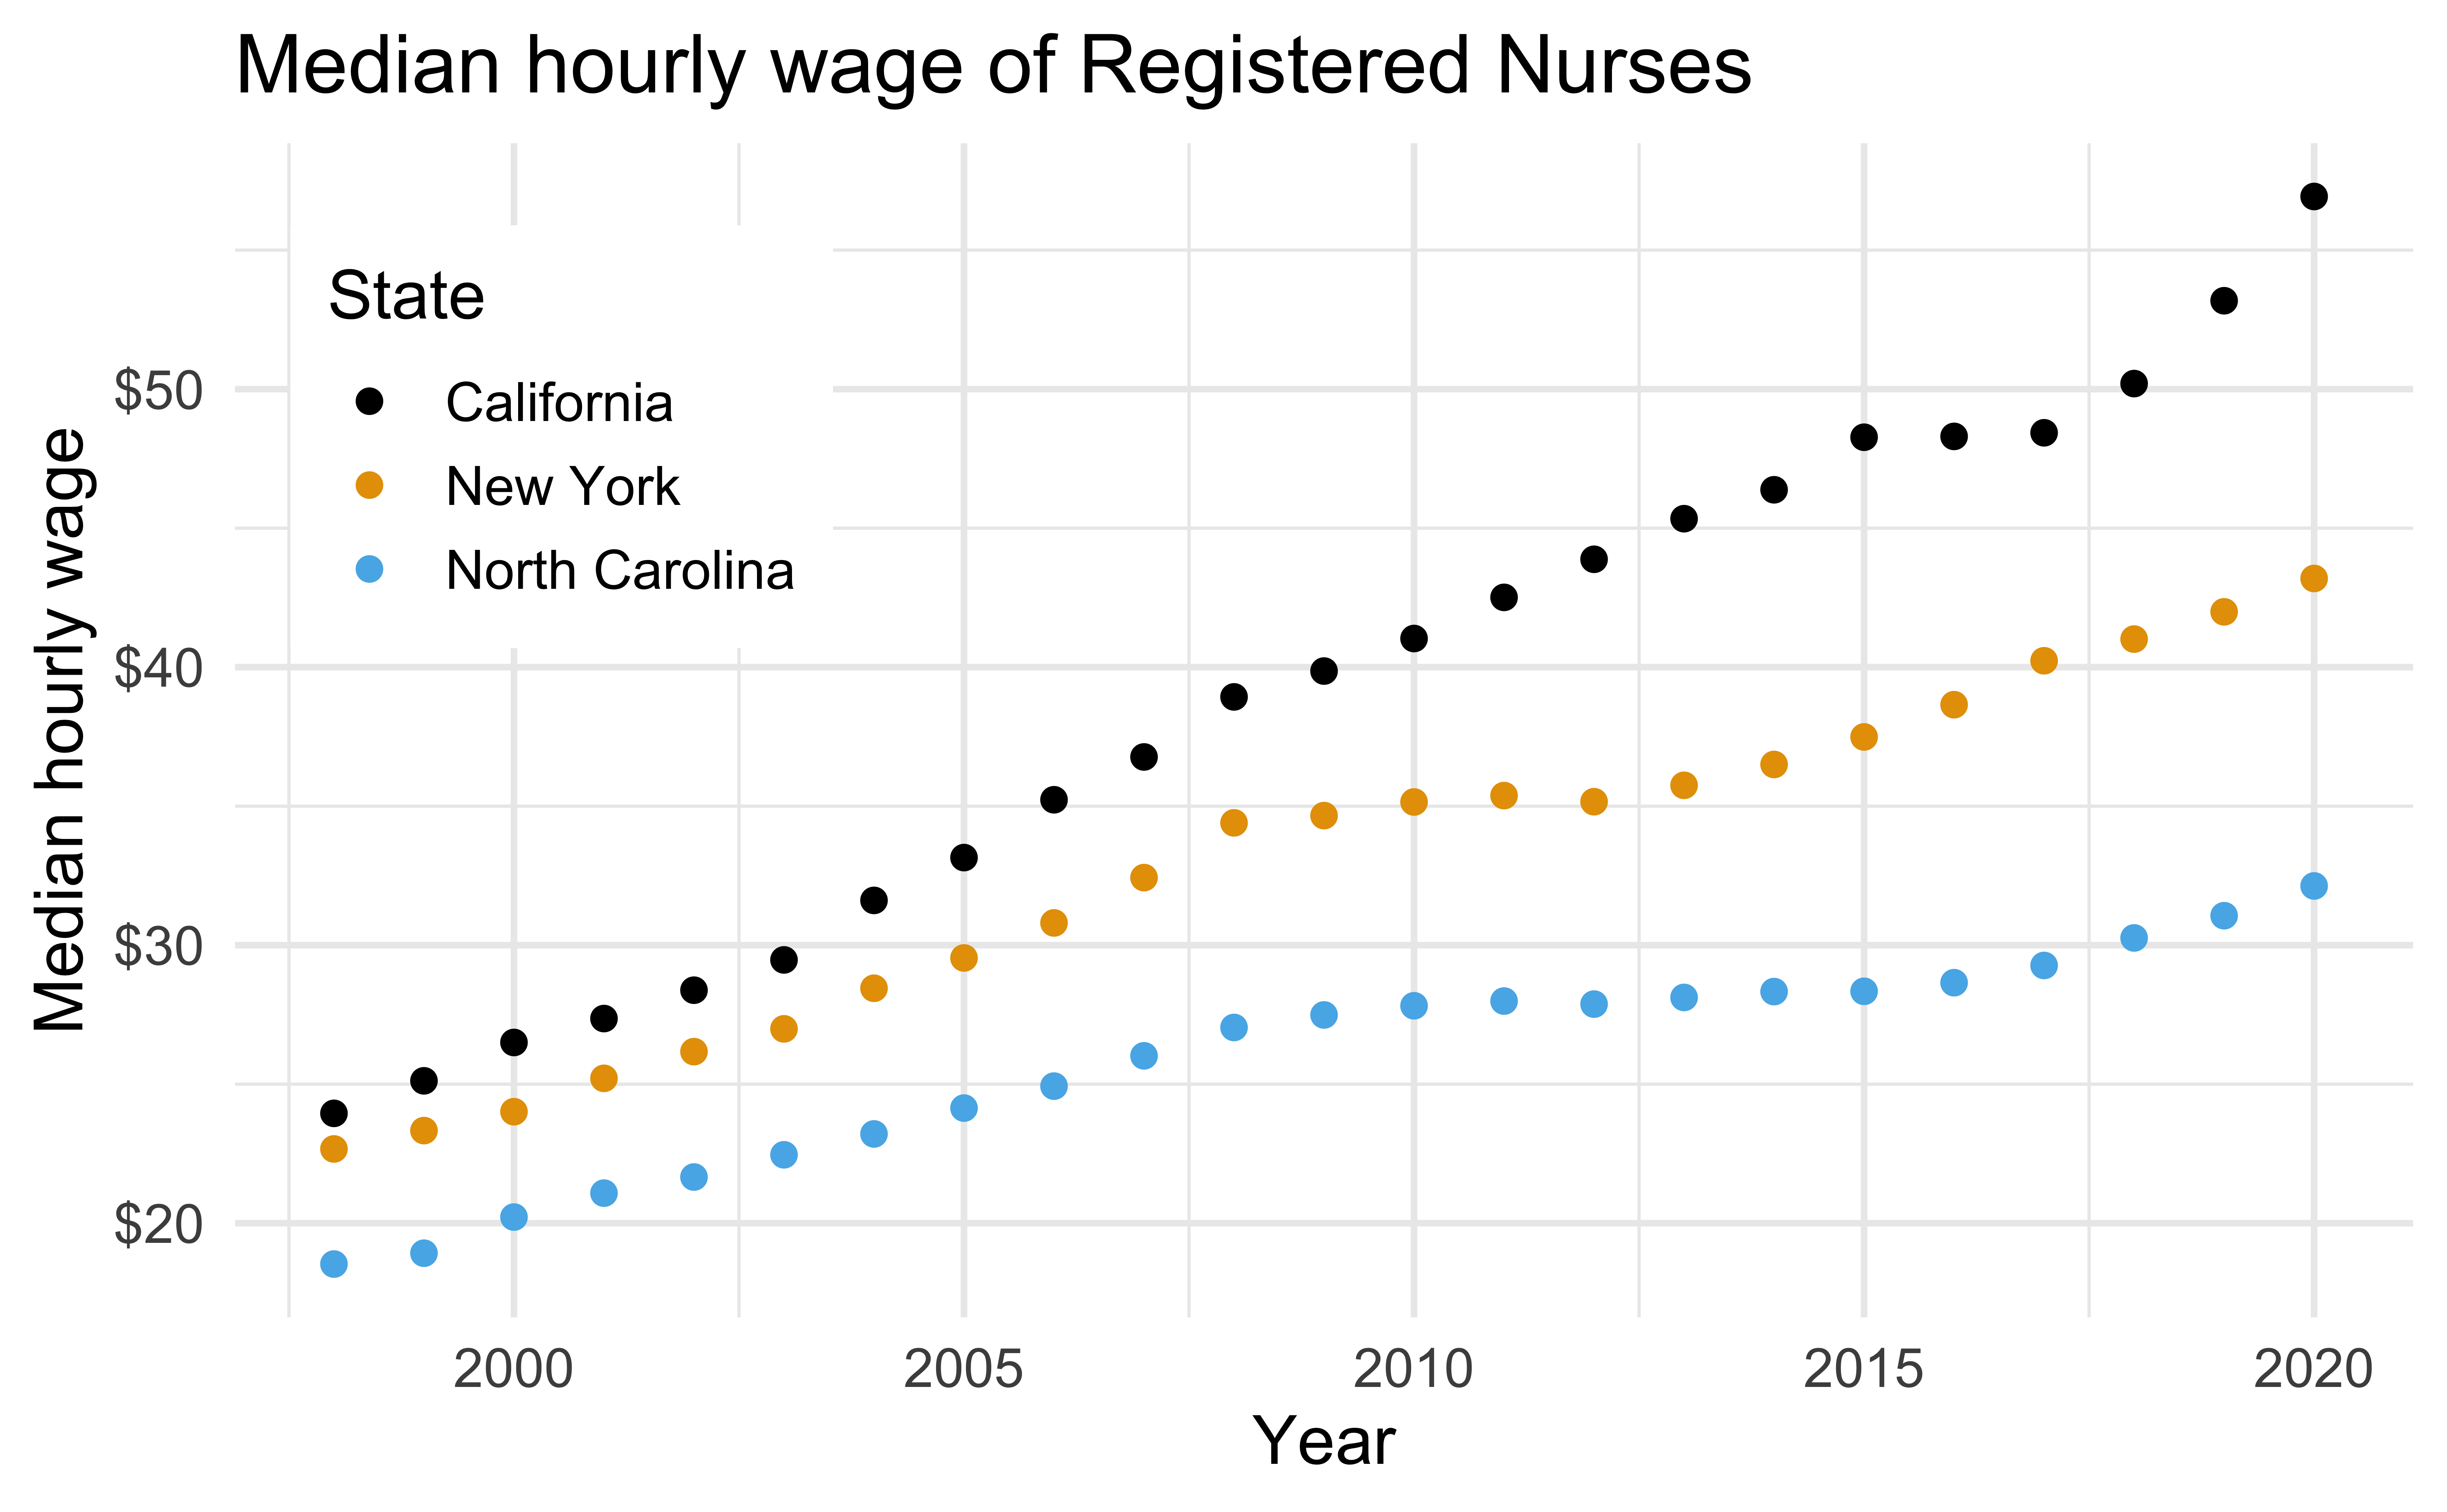 Median hourly wage of Registered Nurses
State
California
New York
North Carolina
Median hourly wage
$50
$40
$30
$20
2000 2005 2010 2015 2020
Year